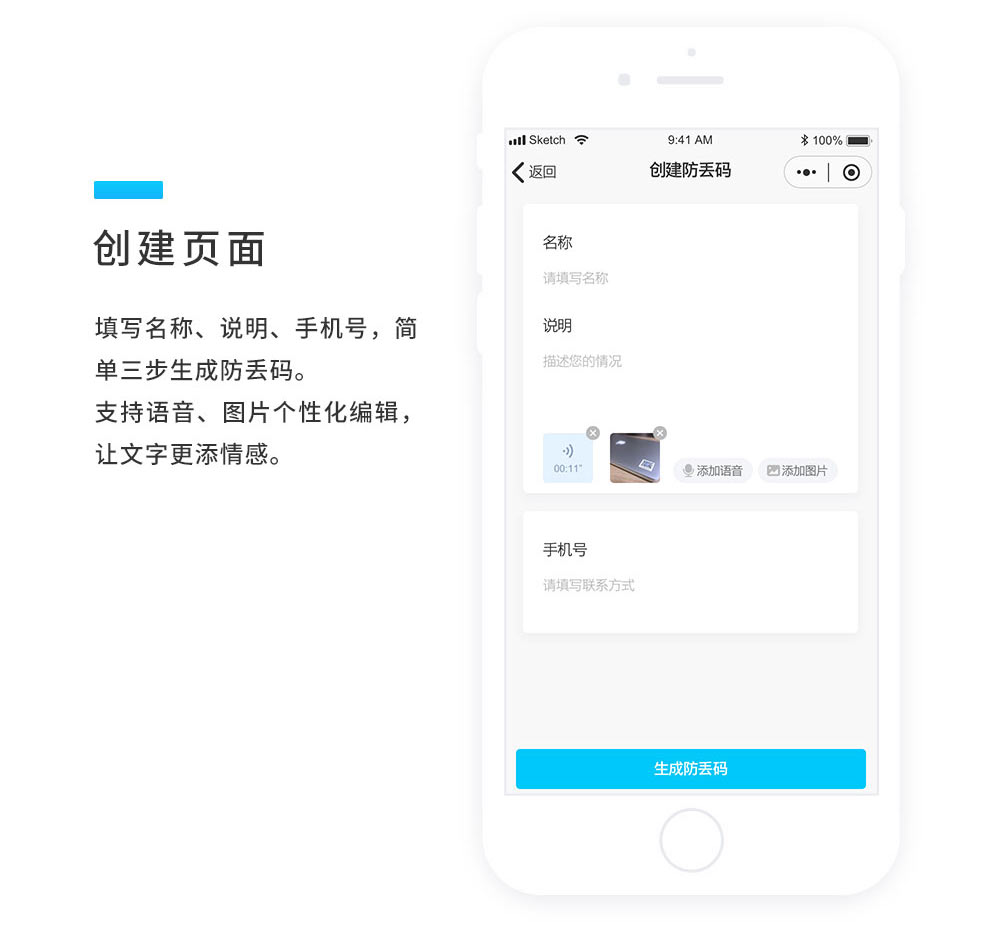 创建页面
填写名称、说明、手机号，简
单三步生成防丢码。
支持语音、图片个性化编辑，
让文字更添情感。
Sketch 9:41 AM 100%
返回 创建防丢码
名称
请填写名称
说明
描述您的情况
00:11"
添加语音 添加图片
手机号
请填写联系方式
生成防丢码